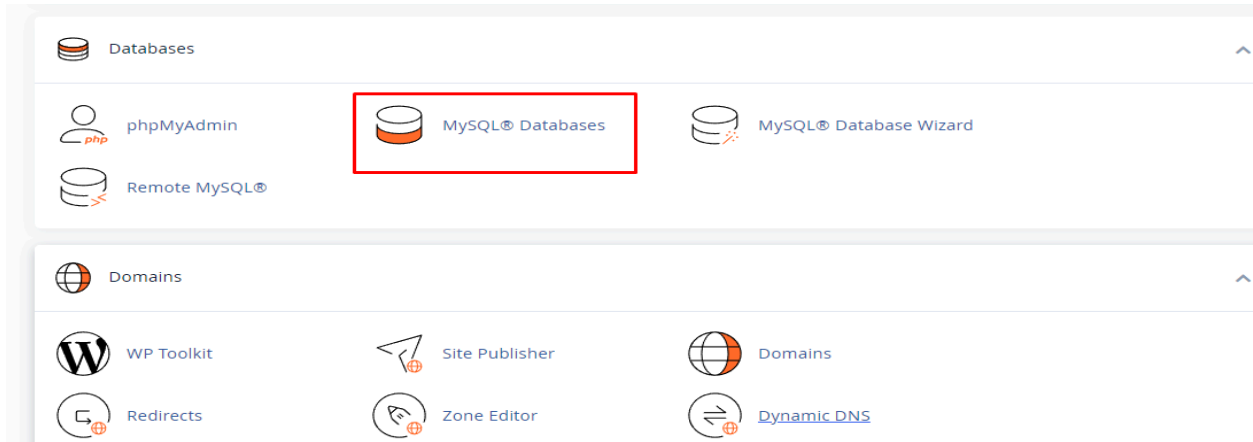 Databases
php
phpMyAdmin
MySQL® Databases
MySQL® Database Wizard
Remote MySQL®
Domains
WP Toolkit
Site Publisher
Domains
Redirects
Zone Editor
Dynamic DNS